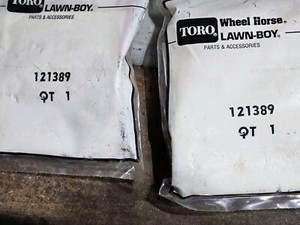 TORO
LAWN-BOY.
PARTS & ACCESSORIES
121389
QT 1
TORO
Wheel Horse
LAWN-BOY.
PARTS & ACCESSORIES
121389
QT 1